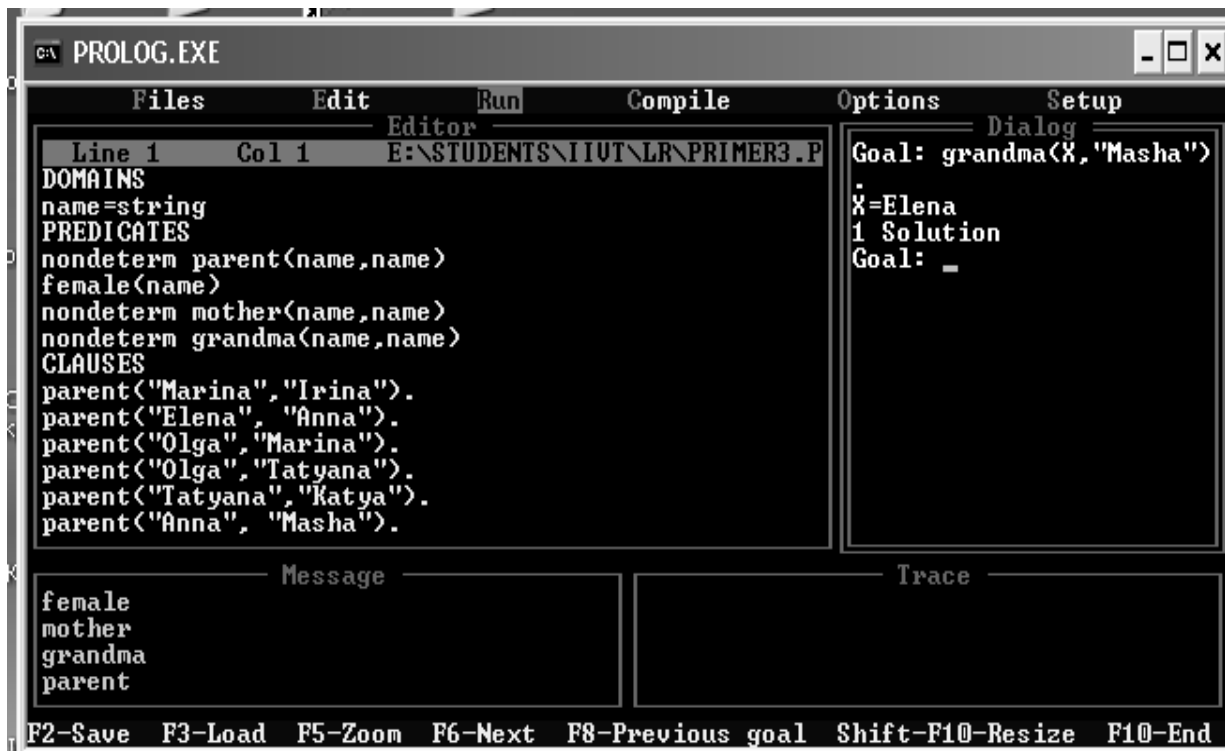 PROLOG.EXE
Files Edit Run Compile Options Setup
Editor
Line 1 Col 1 E:\STUDENTS\IIVT\LR\PRIMER3.P
DOMAINS
name=string
PREDICATES
nondeterm parent(name,name)
female(name)
nondeterm mother(name,name)
nondeterm grandma(name,name)
CLAUSES
parent("Marina","Irina").
parent("Elena", "Anna").
parent("Olga","Marina").
parent("Olga","Tatyana").
parent("Tatyana","Katya").
parent("Anna", "Masha").
Dialog
Goal: grandma(X,"Masha")
.
X=Elena
1 Solution
Goal: _
Message
female
mother
grandma
parent
Trace
F2-Save F3-Load F5-Zoom F6-Next F8-Previous goal Shift-F10-Resize F10-End